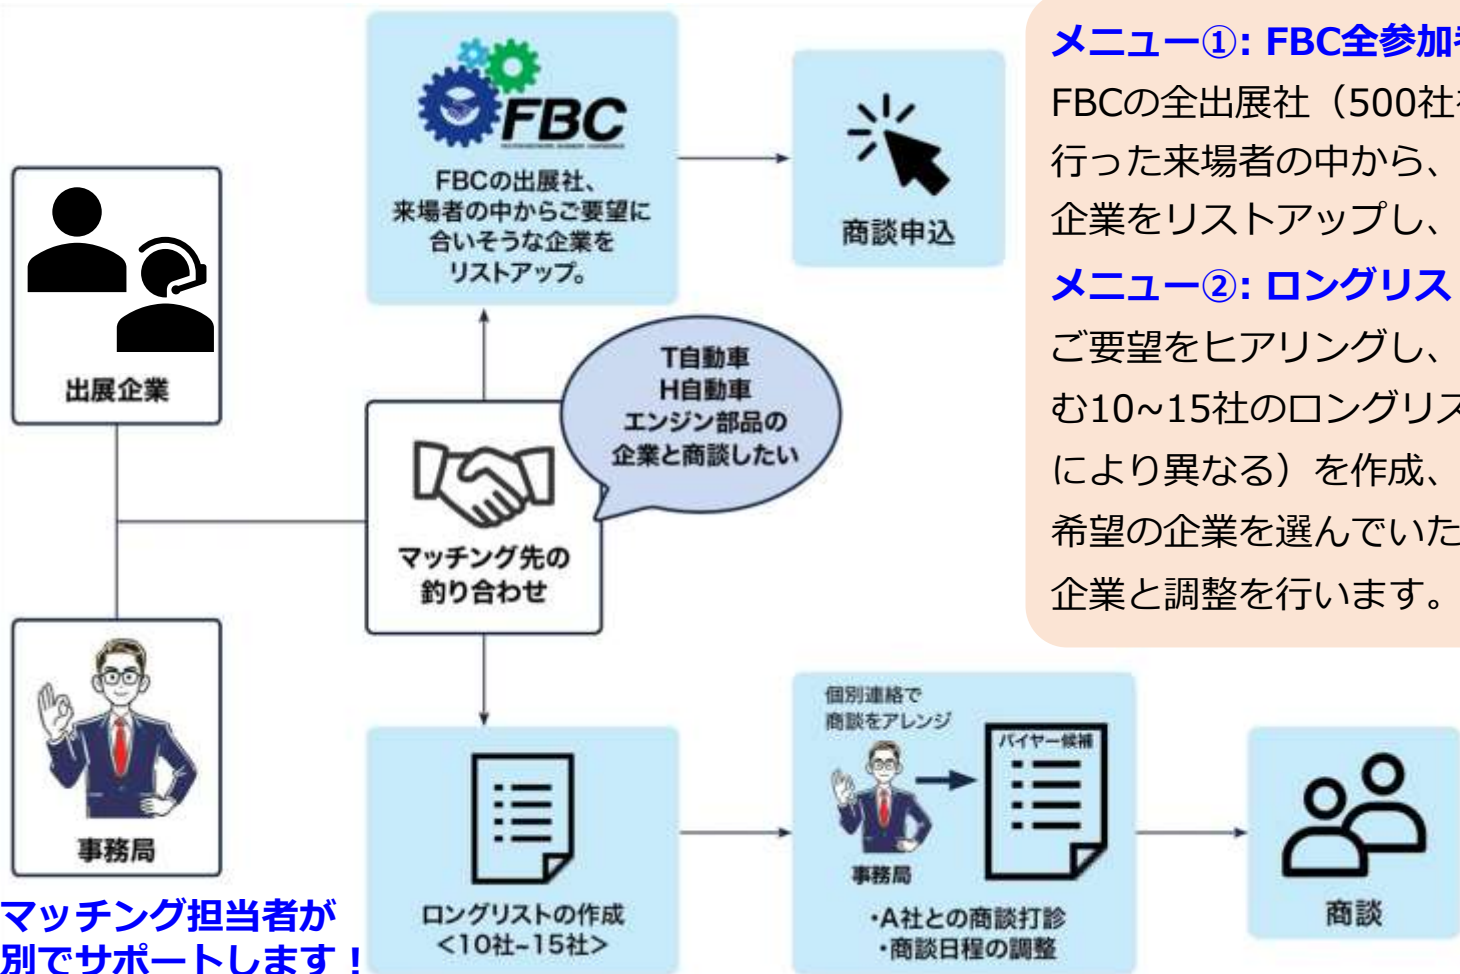 FBC
FBCの出展社、
来場者の中からご要望に
合いそうな企業を
リストアップ。
商談申込
出展企業
T自動車
H自動車
エンジン部品の
企業と商談したい
マッチング先の
釣り合わせ
事務局
マッチング担当者が
別でサポートします！
ロングリストの作成
<10社~15社>
個別連絡で
商談をアレンジ
バイヤー候補
事務局
・A社との商談打診
・商談日程の調整
商談
メニュー①: FBC全参加
FBCの全出展社（500社
行った来場者の中から、
企業をリストアップし、
メニュー②: ロングリス
ご要望をヒアリングし、
む10~15社のロングリス
により異なる）を作成、
希望の企業を選んでいた
企業と調整を行います。